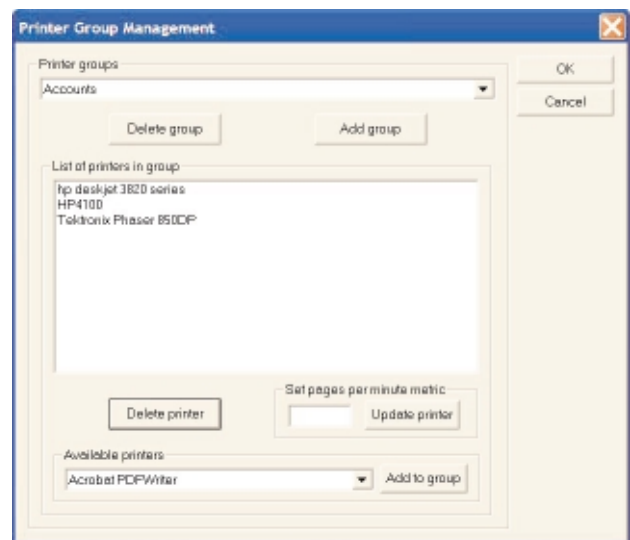 Printer Group Management
Printer groups
OK
Accounts
Cancel
Delete group
Add group
List of printers in group
hp deskjet 3820 series
HP4100
Tektronix Phaser 850DP
Set pages per minute metric
Delete printer
Update printer
Available printers
Acrobat PDFWriter
Add to group